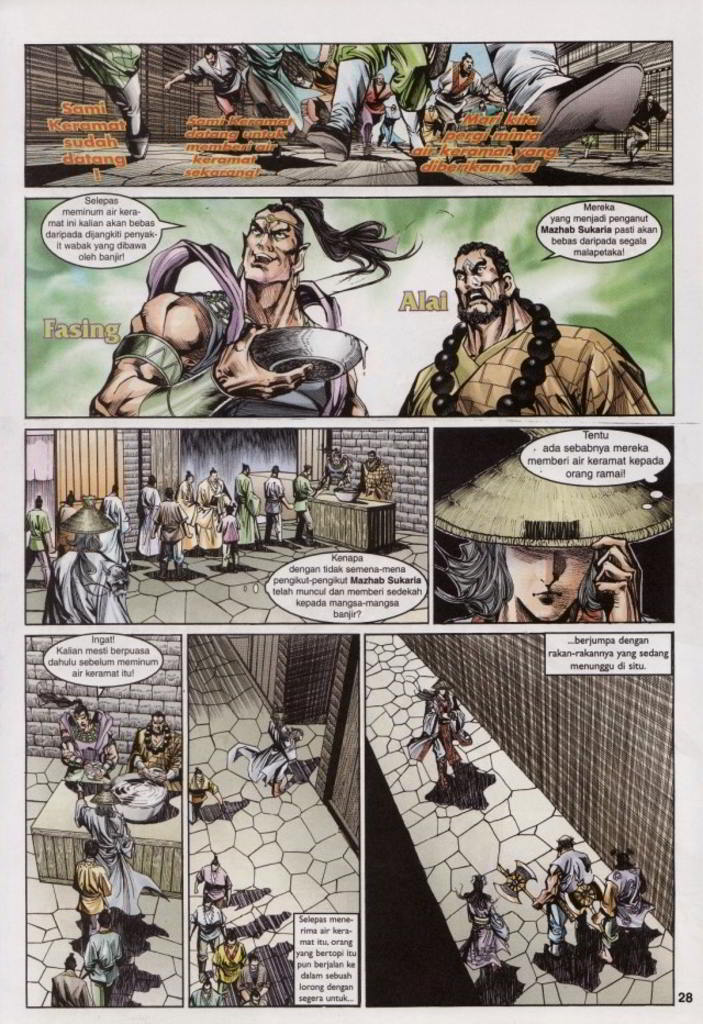 Sami
Keramat
sudah
datang
!
Sami Keramat
datang untuk
memberi air
keramat
sekarang!
Mari kita
pergi minta
air keramat yang
diberikannya!
Selepas
meminum air kera-
mat ini kalian akan bebas
daripada dijangkiti penyak-
it wabak yang dibawa
oleh banjir!
Mereka
yang menjadi penganut
Mazhab Sukaria pasti akan
bebas daripada segala
malapetaka!
Fasing
Alai
Kenapa
dengan tidak semena-mena
pengikut-pengikut Mazhab Sukaria
telah muncul dan memberi sedekah
kepada mangsa-mangsa
banjir?
Tentu
ada sebabnya mereka
memberi air keramat kepada
orang ramai!
Ingat!
Kalian mesti berpuasa
dahulu sebelum meminum
air keramat itu!
Selepas mene-
rima air kera-
mat itu, orang
yang bertopi itu
pun berjalan ke
dalam sebuah
lorong dengan
segera untuk...
...berjumpa dengan
rakan-rakannya yang sedang
menunggu di situ.
28